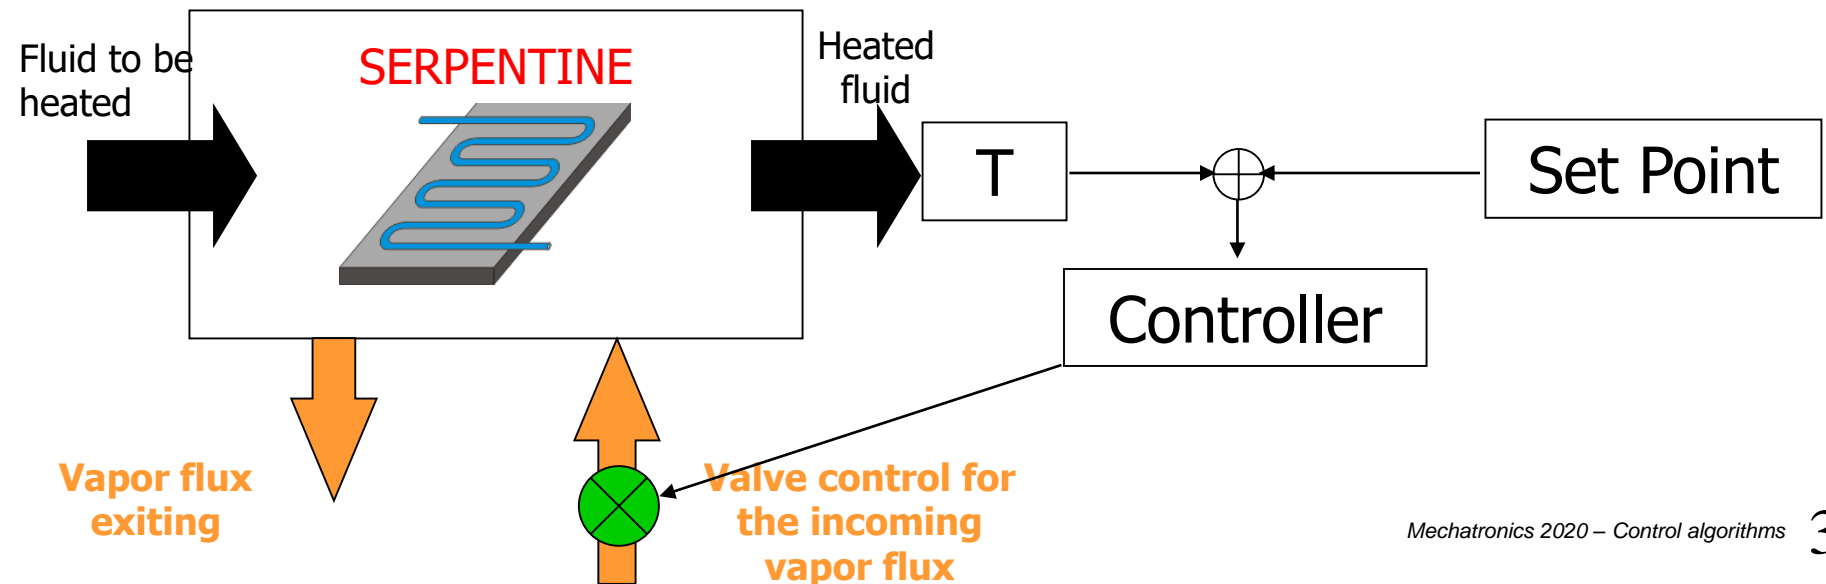 Fluid to be
heated
SERPENTINE
Heated
fluid
T
Set Point
Controller
Vapor flux
exiting
Valve control for
the incoming
vapor flux
Mechatronics 2020 – Control algorithms